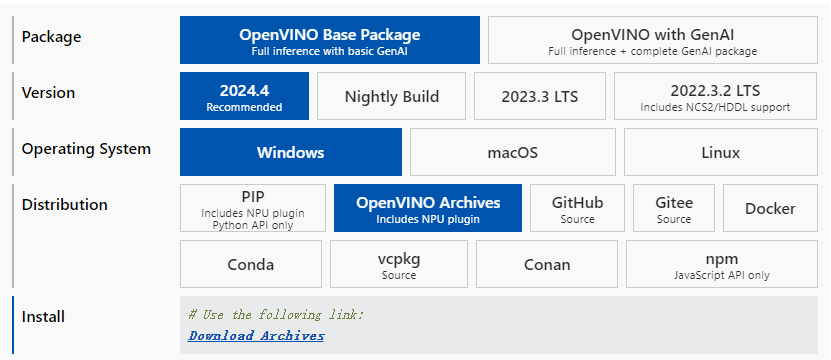 Package
OpenVINO Base Package
Full inference with basic GenAI
OpenVINO with GenAI
Full inference + complete GenAI package
Version
2024.4
Recommended
Nightly Build
2023.3 LTS
2022.3.2 LTS
Includes NCS2/HDDL support
Operating System
Windows
macOS
Linux
Distribution
PIP
Includes NPU plugin
Python API only
OpenVINO Archives
Includes NPU plugin
GitHub
Source
Gitee
Source
Docker
Conda
vcpkg
Source
Conan
npm
JavaScript API only
Install
# Use the following link:
Download Archives